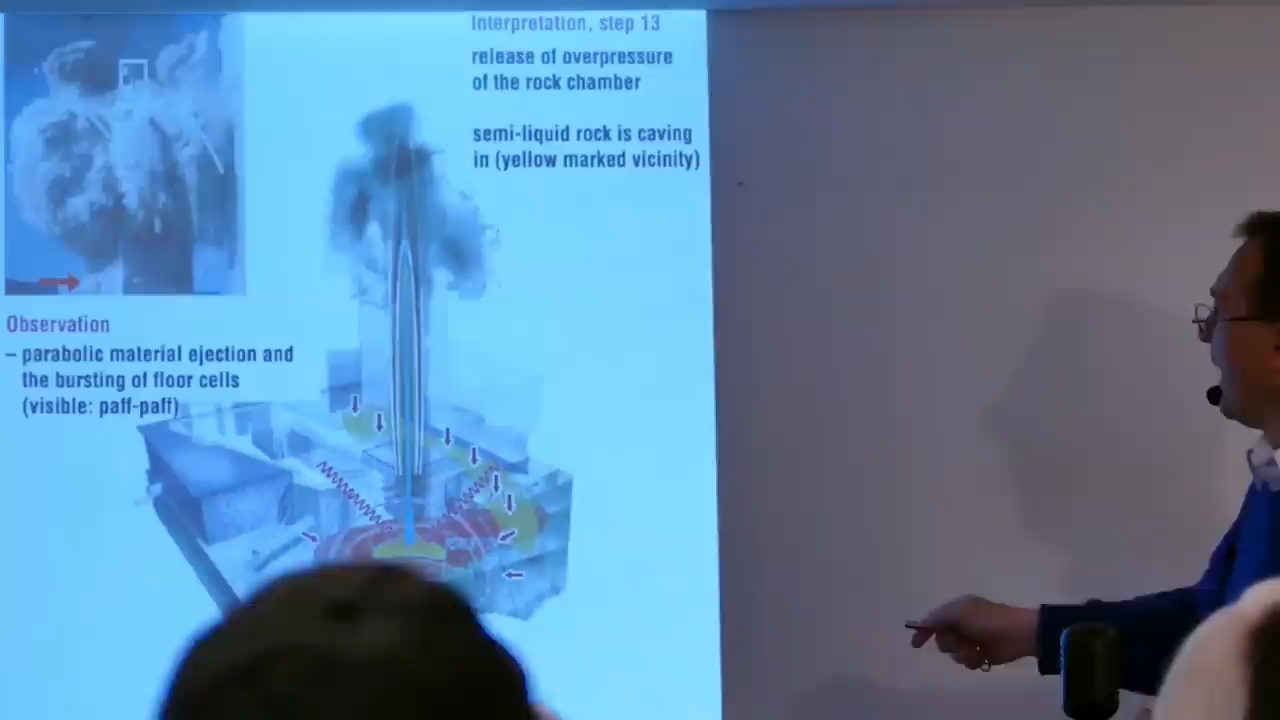 Interpretation, step 13
release of overpressure
of the rock chamber
semi-liquid rock is caving
in (yellow marked vicinity)
Observation
– parabolic material ejection and
the bursting of floor cells
(visible: paff-paff)